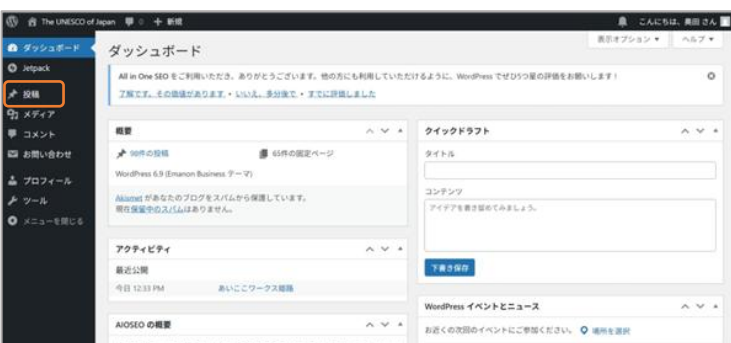 The UNESCO of Japan 0 + 新規
こんにちは、奥田 さん
ダッシュボード
Jetpack
投稿
メディア
コメント
お問い合わせ
プロフィール
ツール
メニューを閉じる
ダッシュボード
表示オプション ▼
ヘルプ ▼
All in One SEO をご利用いただき、ありがとうございます。他の方にも利用していただけるように、WordPress でぜひ5つ星の評価をお願いします!
了解です。その価値があります • いいえ、多分後で • すでに評価しました
概要
98件の投稿
65件の固定ページ
WordPress 6.9 (Emanon Business テーマ)
Akismet があなたのブログをスパムから保護しています。
現在保留中のスパムはありません。
アクティビティ
最近公開
今日 12:33 PM あいここワークス姫路
AIOSEO の概要
クイックドラフト
タイトル
コンテンツ
アイデアを書き留めてみましょう。
下書き保存
WordPress イベントとニュース
お近くの次回のイベントにご参加ください。 場所を選択